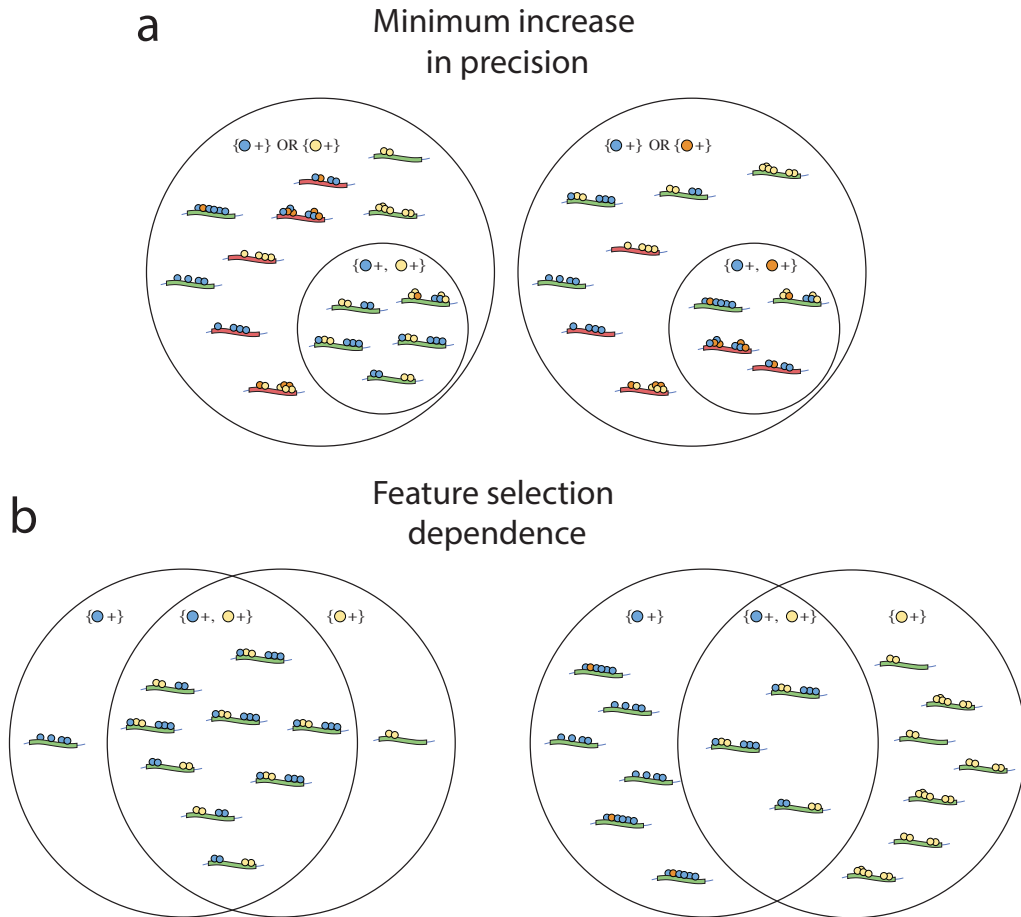 a
Minimum increase
in precision
{+} OR {+}
{+} OR {+}
{+, +}
{+, +}
b
Feature selection
dependence
{+}
{+, +}
{+}
{+}
{+, +}
{+}